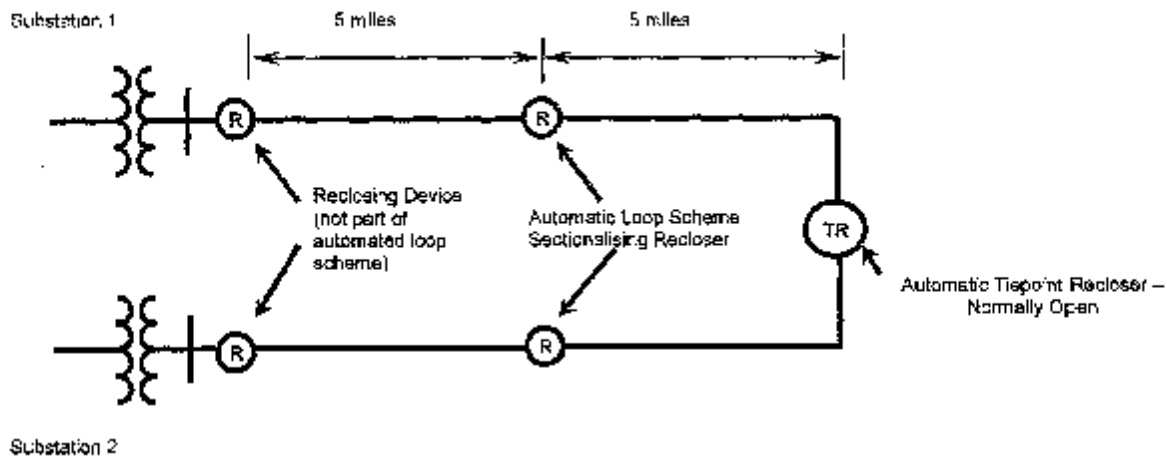 Substation 1
5 miles
5 miles
R
R
Reclosing Device
(not part of
automated loop
scheme)
Automatic Loop Scheme
Sectionalising Recloser
TR
Automatic Tiepoint Recloser –
Normally Open
R
R
Substation 2